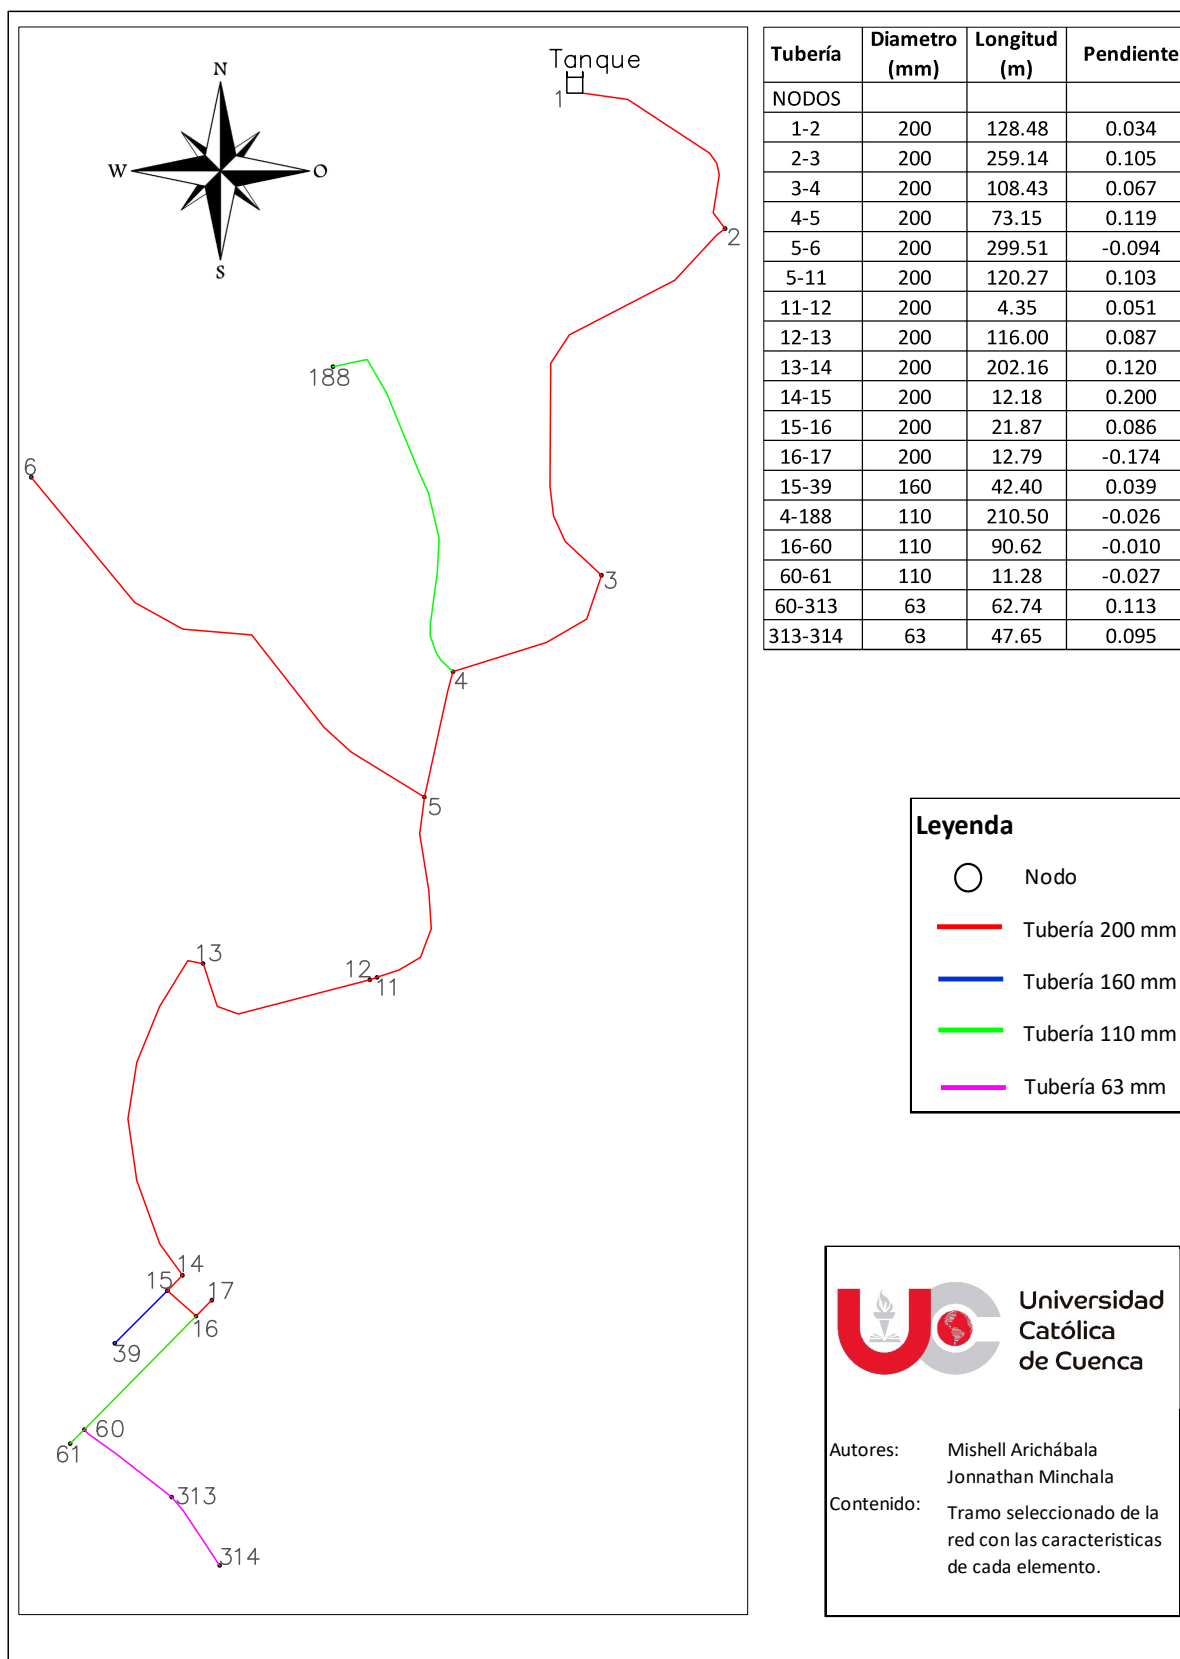 Tanque
1
N
W
O
S
2
188
6
3
4
5
13
12
11
14
15
17
16
39
60
61
313
314
Tubería Diametro (mm) Longitud (m) Pendiente
NODOS
1-2 200 128.48 0.034
2-3 200 259.14 0.105
3-4 200 108.43 0.067
4-5 200 73.15 0.119
5-6 200 299.51 -0.094
5-11 200 120.27 0.103
11-12 200 4.35 0.051
12-13 200 116.00 0.087
13-14 200 202.16 0.120
14-15 200 12.18 0.200
15-16 200 21.87 0.086
16-17 200 12.79 -0.174
15-39 160 42.40 0.039
4-188 110 210.50 -0.026
16-60 110 90.62 -0.010
60-61 110 11.28 -0.027
60-313 63 62.74 0.113
313-314 63 47.65 0.095
Leyenda
Nodo
Tubería 200 mm
Tubería 160 mm
Tubería 110 mm
Tubería 63 mm
UC
Universidad
Católica
de Cuenca
Autores: Mishell Arichábala
Jonnathan Minchala
Contenido: Tramo seleccionado de la
red con las caracteristicas
de cada elemento.